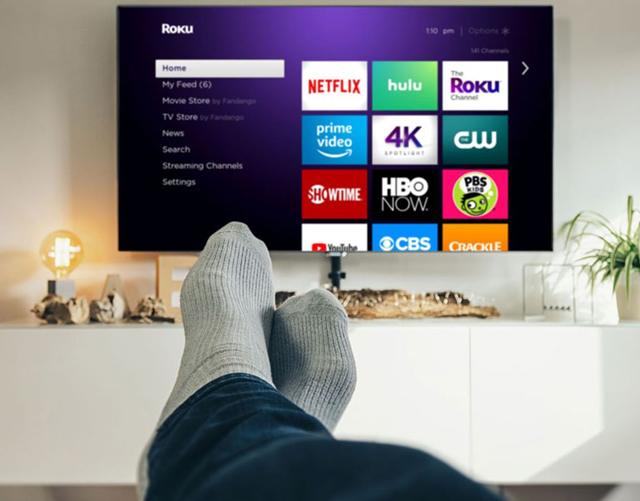 Roku
1:10 pm | Options ✻
141 Channels
Home
My Feed (6)
Movie Store by Fandango
TV Store by Fandango
News
Search
Streaming Channels
Settings
NETFLIX
hulu
The
Roku
Channel
prime
video
4K
SPOTLIGHT
THE CW
SHOWTIME
HBO
NOW.
PBS
KIDS
YouTube
CBS
CRACKLE
E